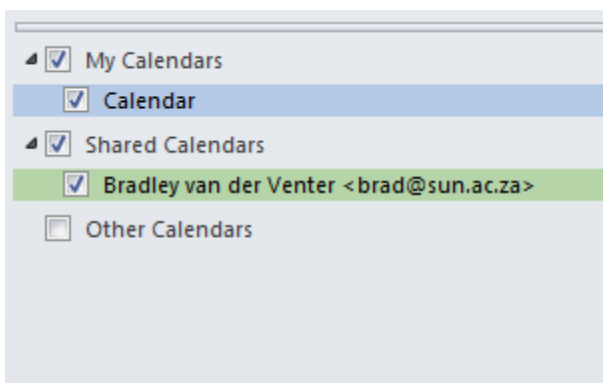 My Calendars
Calendar
Shared Calendars
Bradley van der Venter <brad@sun.ac.za>
Other Calendars